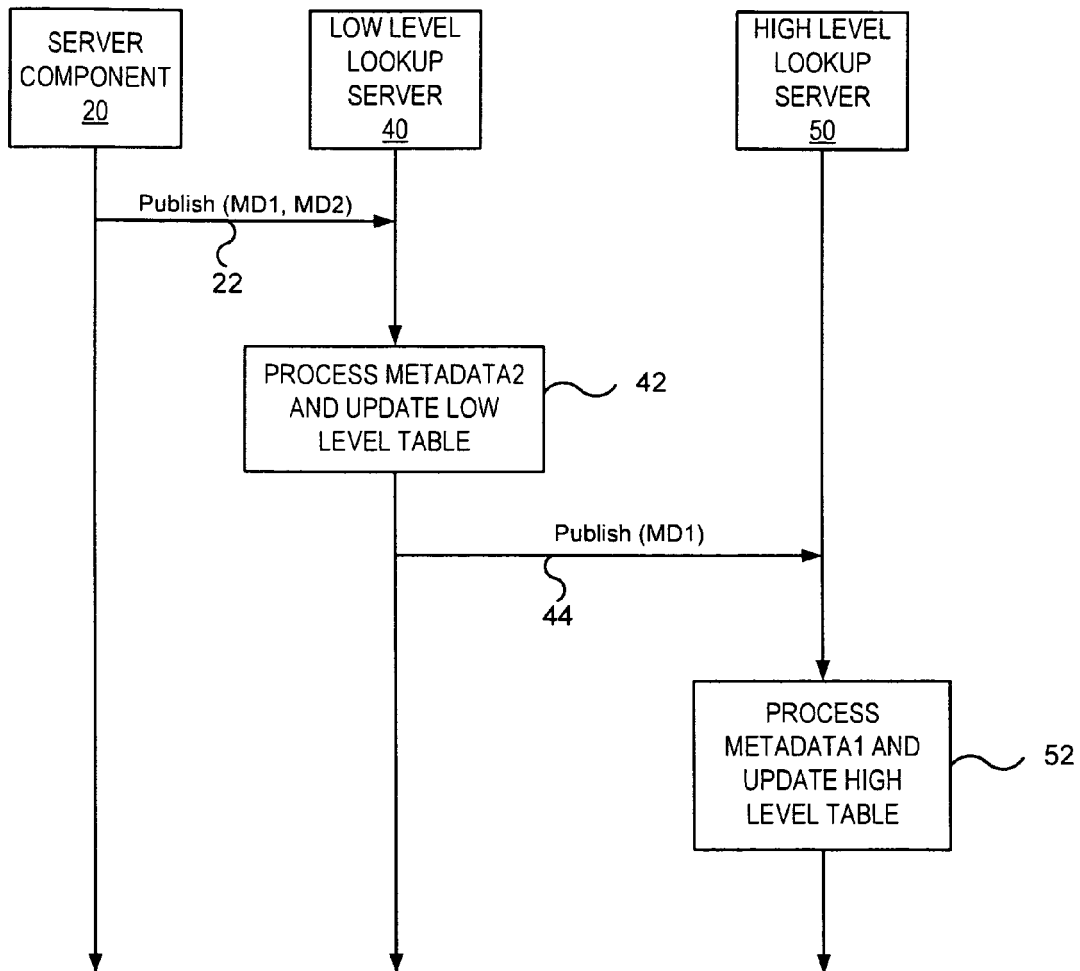 SERVER
COMPONENT
20
LOW LEVEL
LOOKUP
SERVER
40
HIGH LEVEL
LOOKUP
SERVER
50
Publish (MD1, MD2)
22
PROCESS METADATA2
AND UPDATE LOW
LEVEL TABLE
42
Publish (MD1)
44
PROCESS
METADATA1 AND
UPDATE HIGH
LEVEL TABLE
52